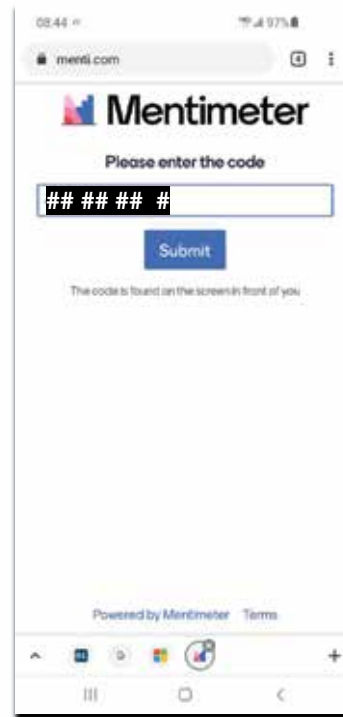 08.44
97%
menti.com
4
Mentimeter
Please enter the code
## ## ## #
Submit
The code is found on the screen in front of you
Powered by Mentimeter Terms